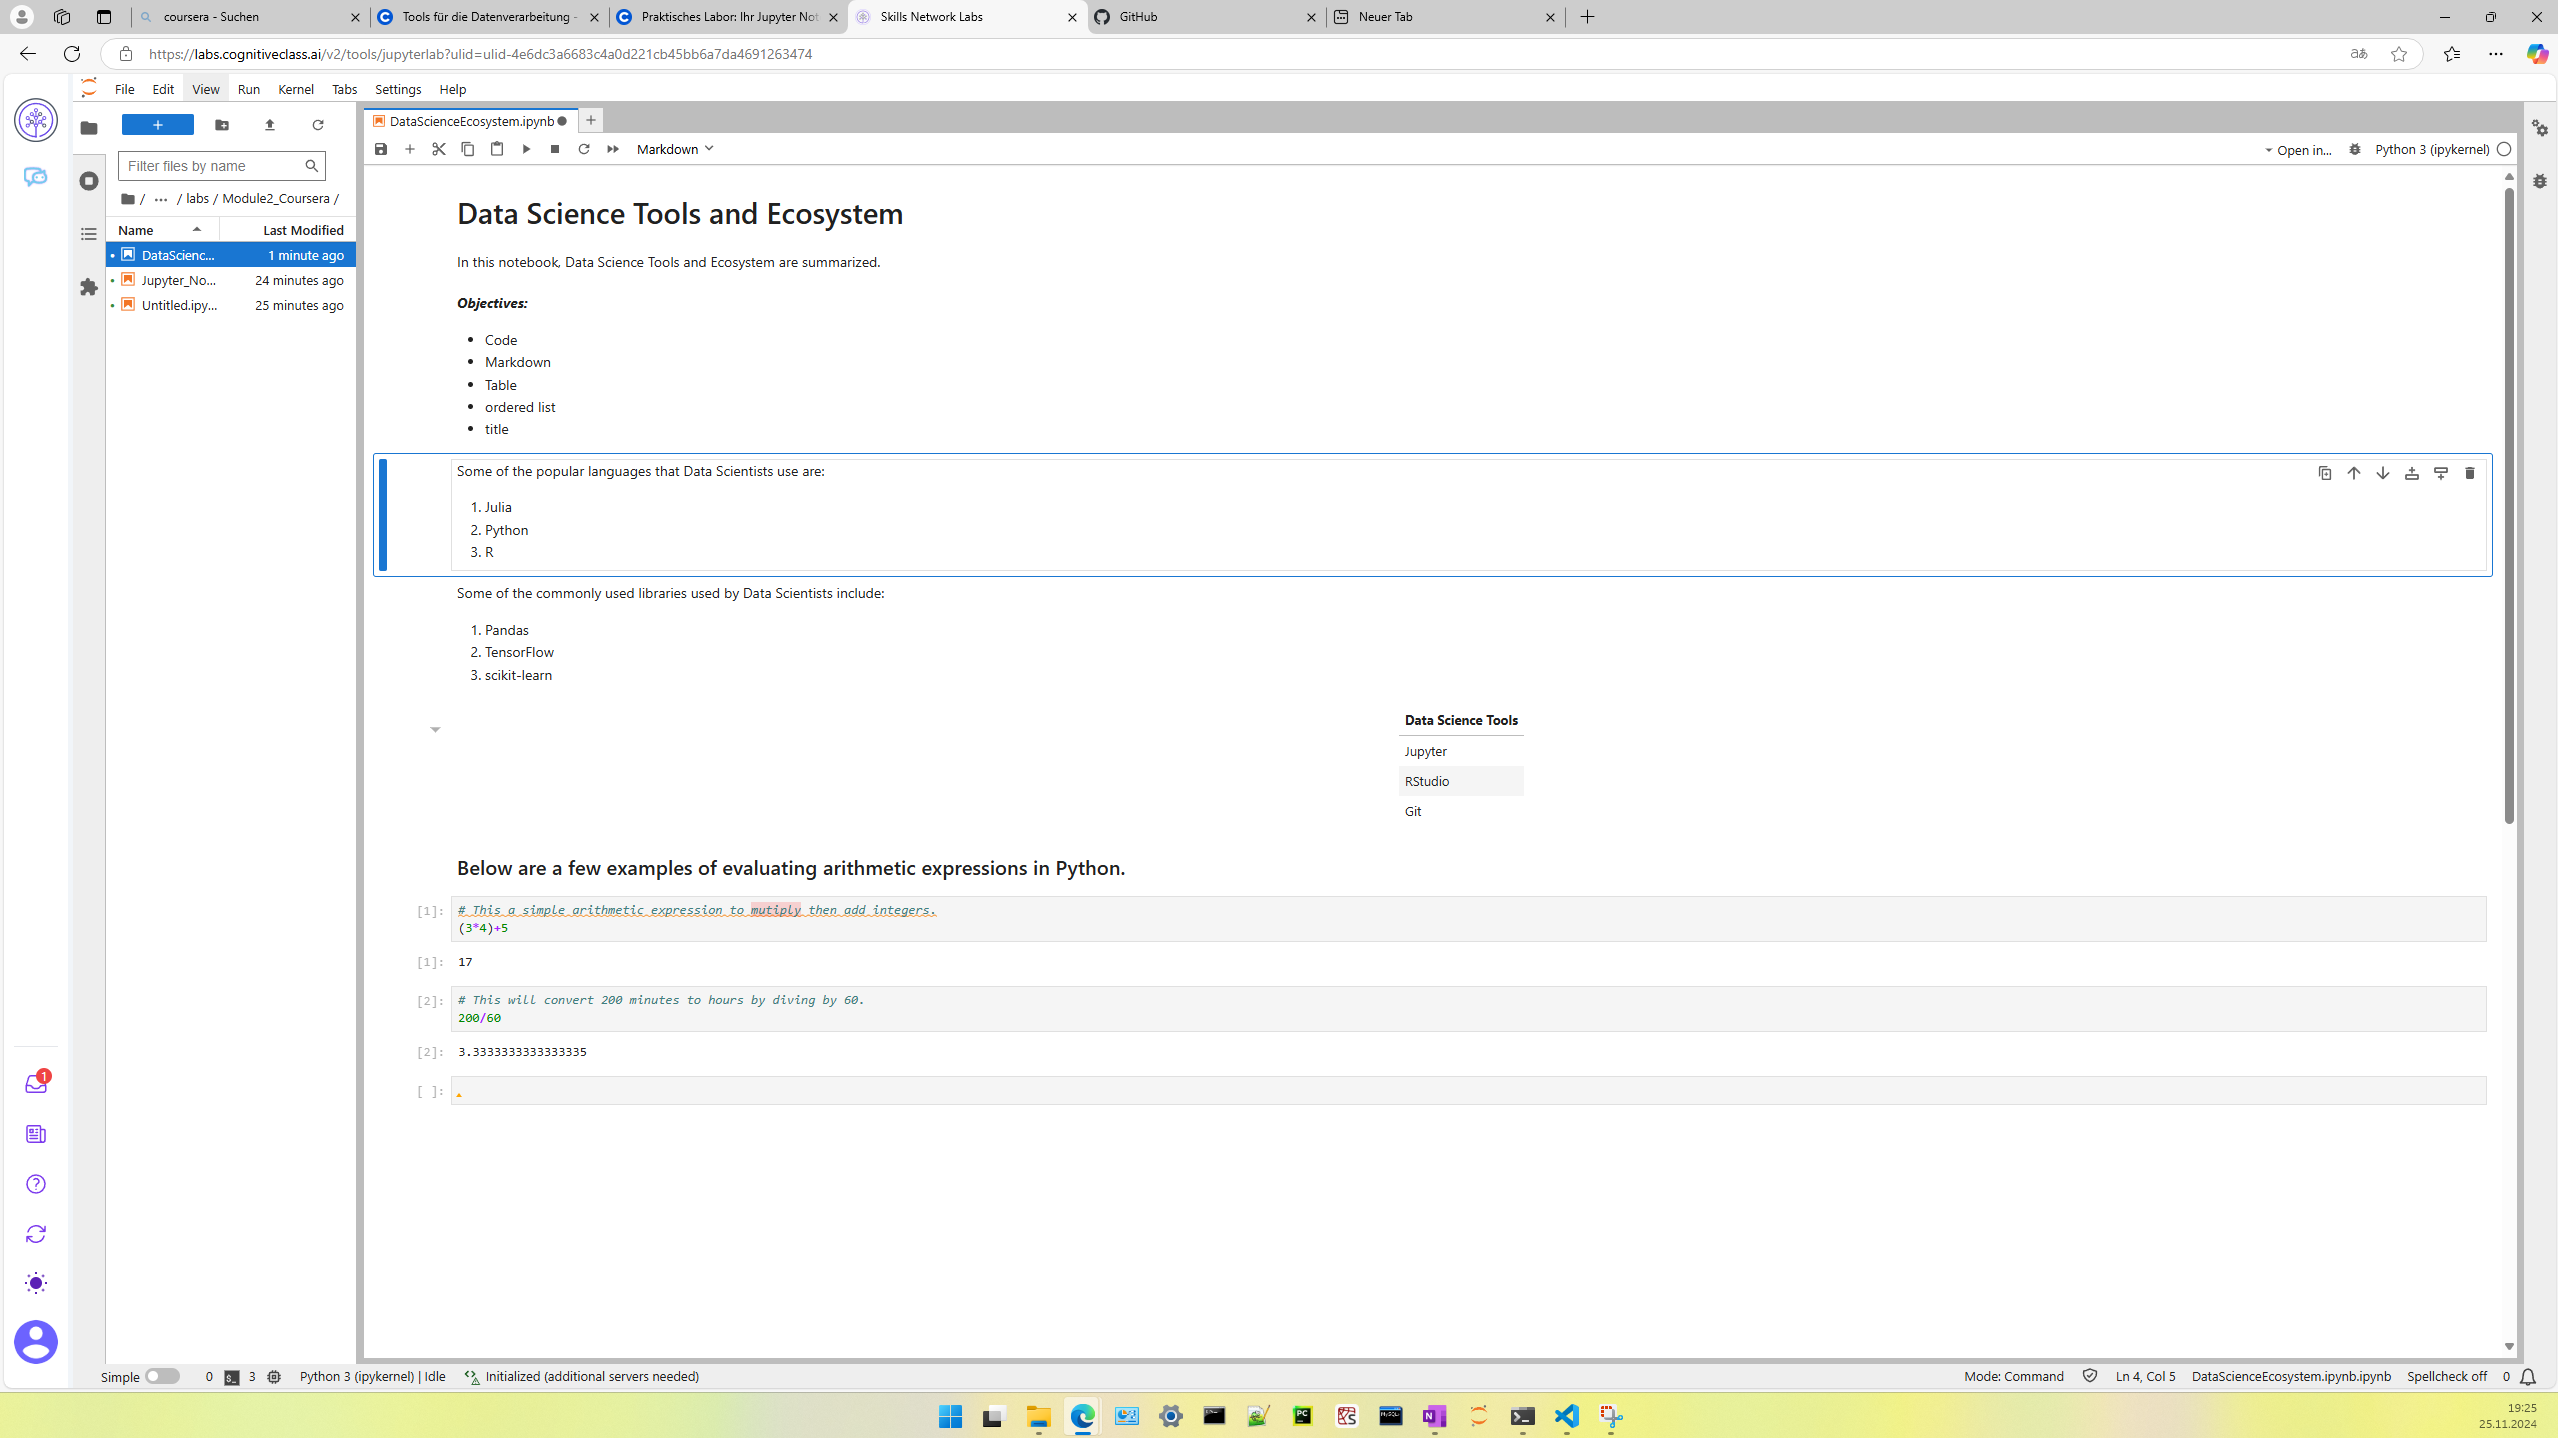 coursera - Suchen
Tools für die Datenverarbeitung -
Praktisches Labor: Ihr Jupyter Not
Skills Network Labs
GitHub
Neuer Tab
https://labs.cognitiveclass.ai/v2/tools/jupyterlab?ulid=ulid-4e6dc3a6683c4a0d221cb45bb6a7da4691263474
File Edit View Run Kernel Tabs Settings Help
DataScienceEcosystem.ipynb
Markdown
Open in...
Python 3 (ipykernel)
Filter files by name
/ ... / labs / Module2_Coursera /
Name Last Modified
DataScienc... 1 minute ago
Jupyter_No... 24 minutes ago
Untitled.ipy... 25 minutes ago
Data Science Tools and Ecosystem
In this notebook, Data Science Tools and Ecosystem are summarized.
Objectives:
• Code
• Markdown
• Table
• ordered list
• title
Some of the popular languages that Data Scientists use are:
1. Julia
2. Python
3. R
Some of the commonly used libraries used by Data Scientists include:
1. Pandas
2. TensorFlow
3. scikit-learn
Data Science Tools
Jupyter
RStudio
Git
Below are a few examples of evaluating arithmetic expressions in Python.
[1]: # This a simple arithmetic expression to mutiply then add integers.
(3*4)+5
[1]: 17
[2]: # This will convert 200 minutes to hours by diving by 60.
200/60
[2]: 3.3333333333333335
[ ]:
1
Simple 0 $_ 3 Python 3 (ipykernel) | Idle Initialized (additional servers needed)
Mode: Command Ln 4, Col 5 DataScienceEcosystem.ipynb.ipynb Spellcheck off 0
PC
MySQL
N
19:25
25.11.2024